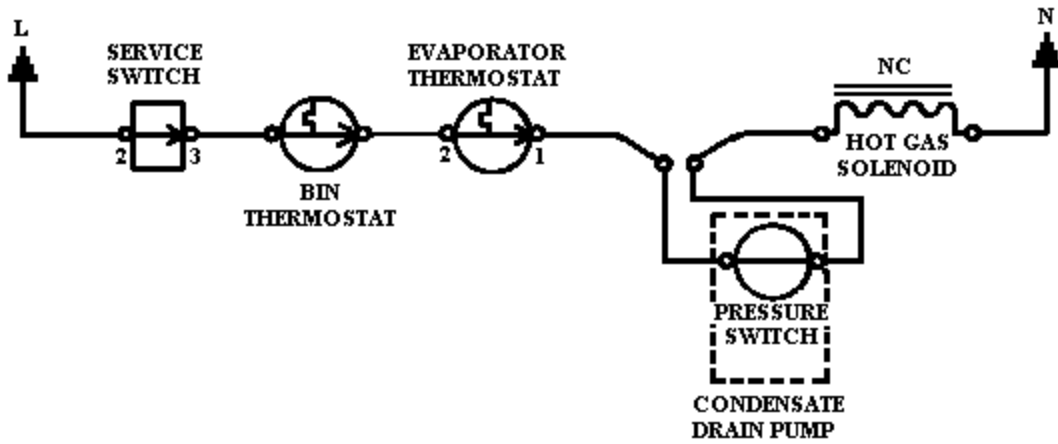 L
SERVICE
SWITCH
2
3
BIN
THERMOSTAT
EVAPORATOR
THERMOSTAT
2
1
NC
HOT GAS
SOLENOID
N
PRESSURE
SWITCH
CONDENSATE
DRAIN PUMP